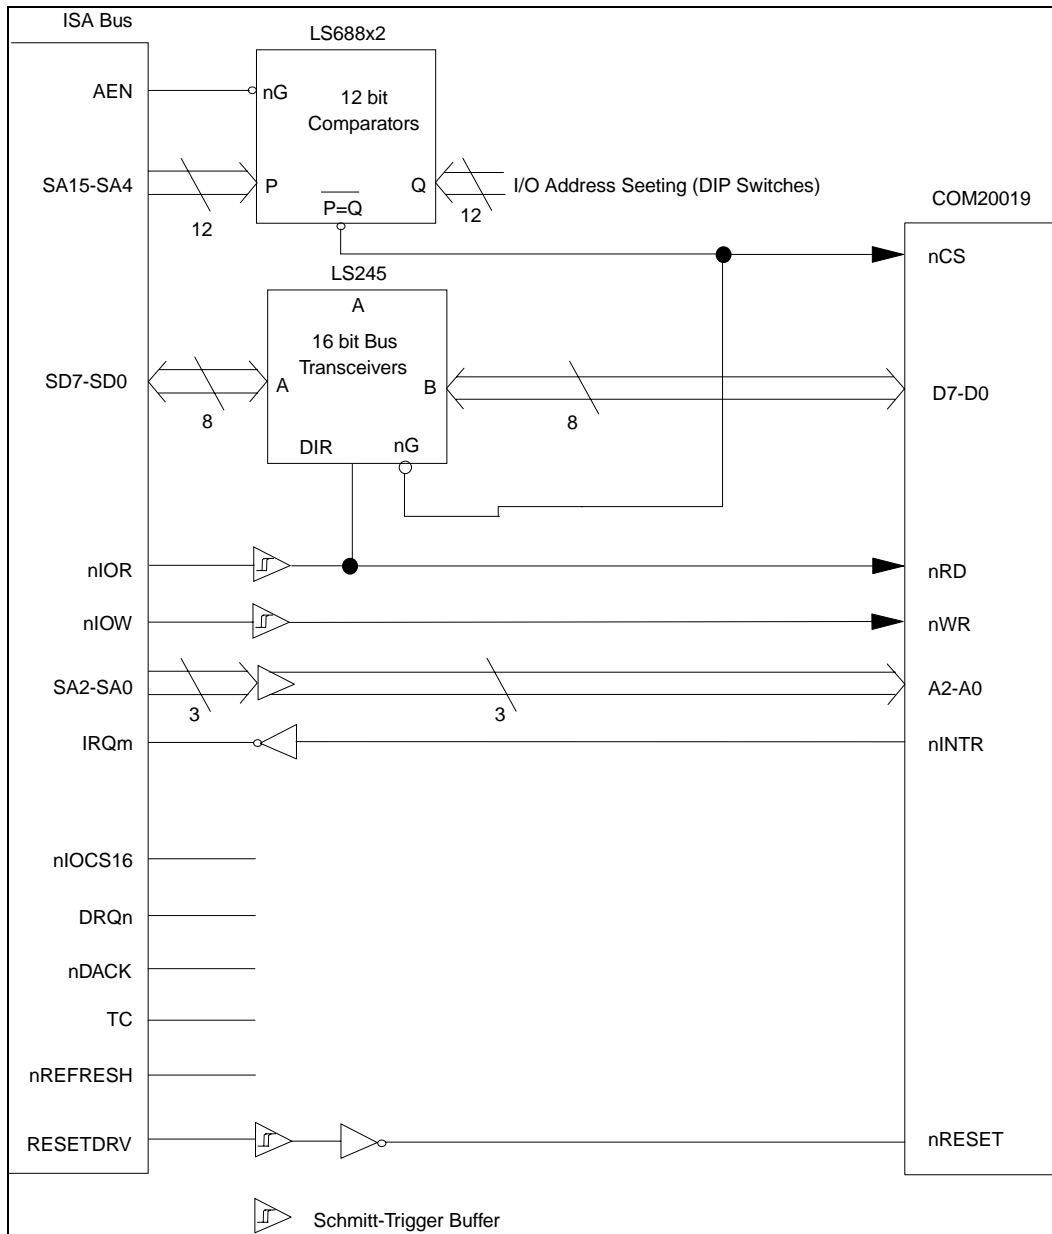 ISA Bus
LS688x2
AEN
nG
12 bit
Comparators
SA15-SA4
P
Q
I/O Address Seeting (DIP Switches)
12
P=Q
12
COM20019
nCS
LS245
A
16 bit Bus
Transceivers
SD7-SD0
A
B
D7-D0
8
8
DIR
nG
nIOR
nRD
nIOW
nWR
SA2-SA0
A2-A0
3
3
IRQm
nINTR
nIOCS16
DRQn
nDACK
TC
nREFRESH
RESETDRV
nRESET
Schmitt-Trigger Buffer